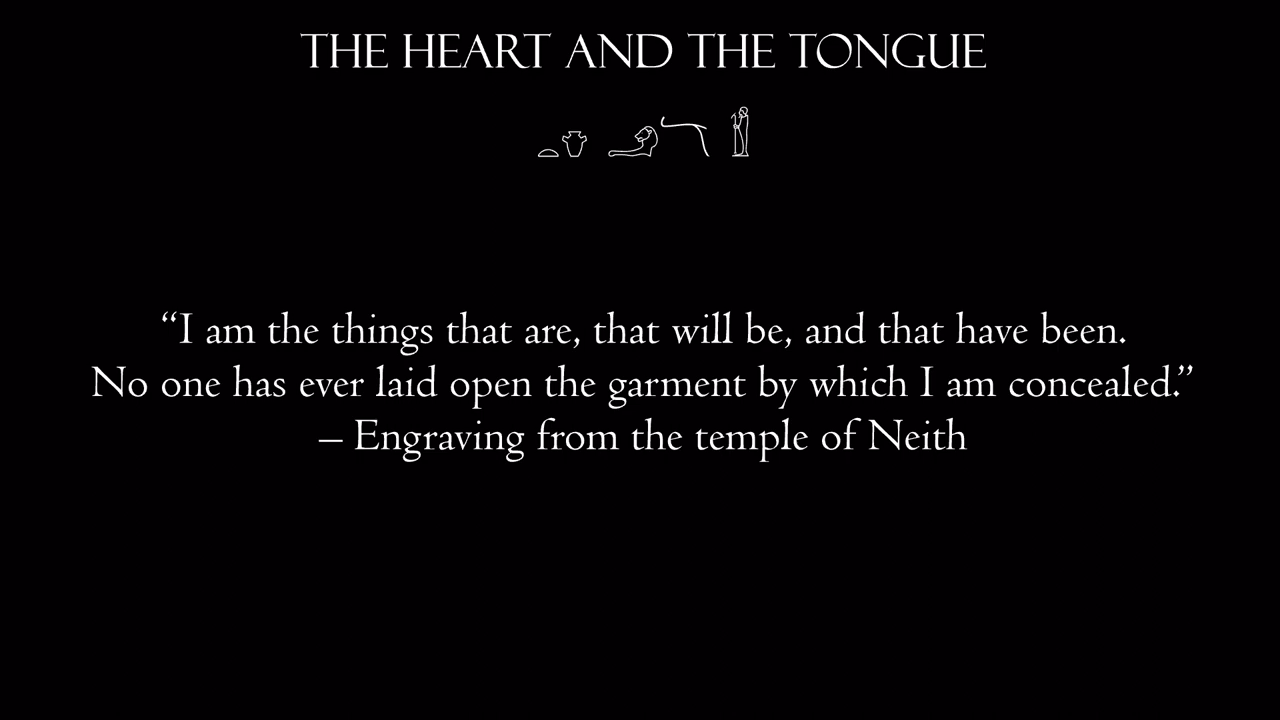 THE HEART AND THE TONGUE
“I am the things that are, that will be, and that have been.
No one has ever laid open the garment by which I am concealed.”
– Engraving from the temple of Neith